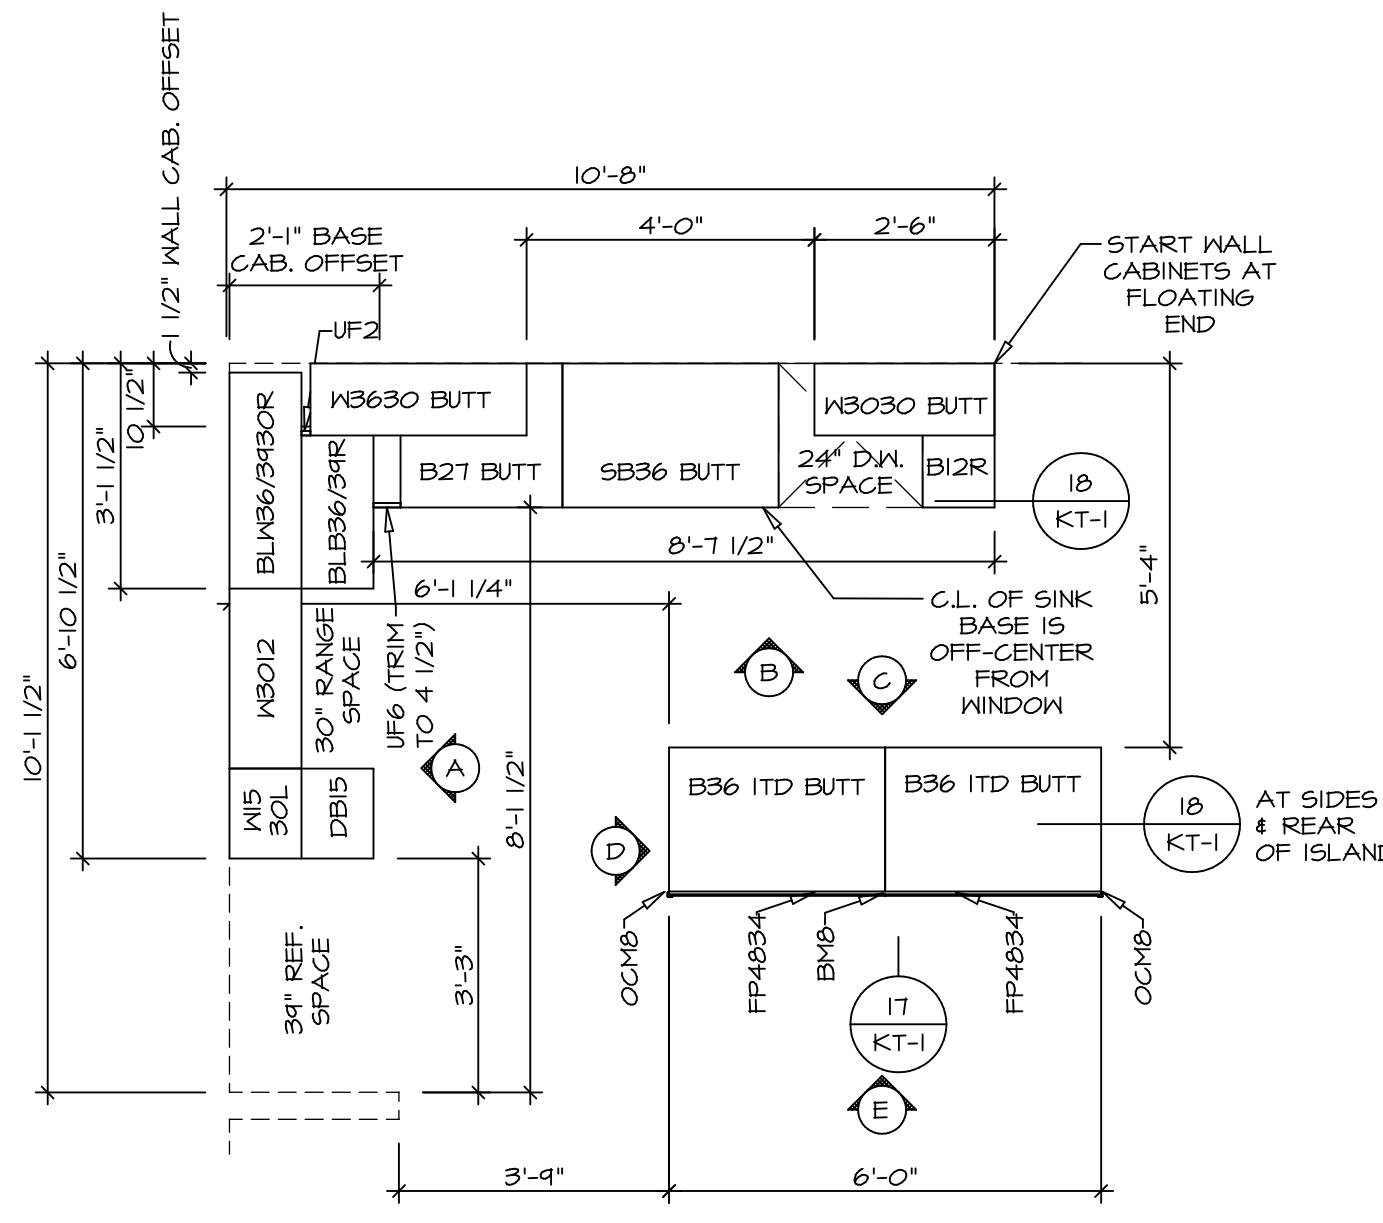 1 1/2" WALL CAB. OFFSET
10'-8"
2'-1" BASE
CAB. OFFSET
4'-0"
2'-6"
START WALL
CABINETS AT
FLOATING
END
UF2
10 1/2"
3'-1 1/2"
6'-10 1/2"
10'-1 1/2"
BLW36/3930R
BLB36/39R
W3630 BUTT
W3030 BUTT
B27 BUTT
SB36 BUTT
24" D.W.
SPACE
B12R
18
KT-1
8'-7 1/2"
6'-1 1/4"
5'-4"
C.L. OF SINK
BASE IS
OFF-CENTER
FROM
WINDOW
W3012
30" RANGE
SPACE
UF6 (TRIM
TO 4 1/2")
A
B
C
8'-1 1/2"
W15
30L
DB15
B36 1TD BUTT
B36 1TD BUTT
18
KT-1
AT SIDES
& REAR
OF ISLAND
D
39" REF.
SPACE
3'-3"
OCM8
FP4834
BM8
FP4834
OCM8
17
KT-1
E
3'-9"
6'-0"